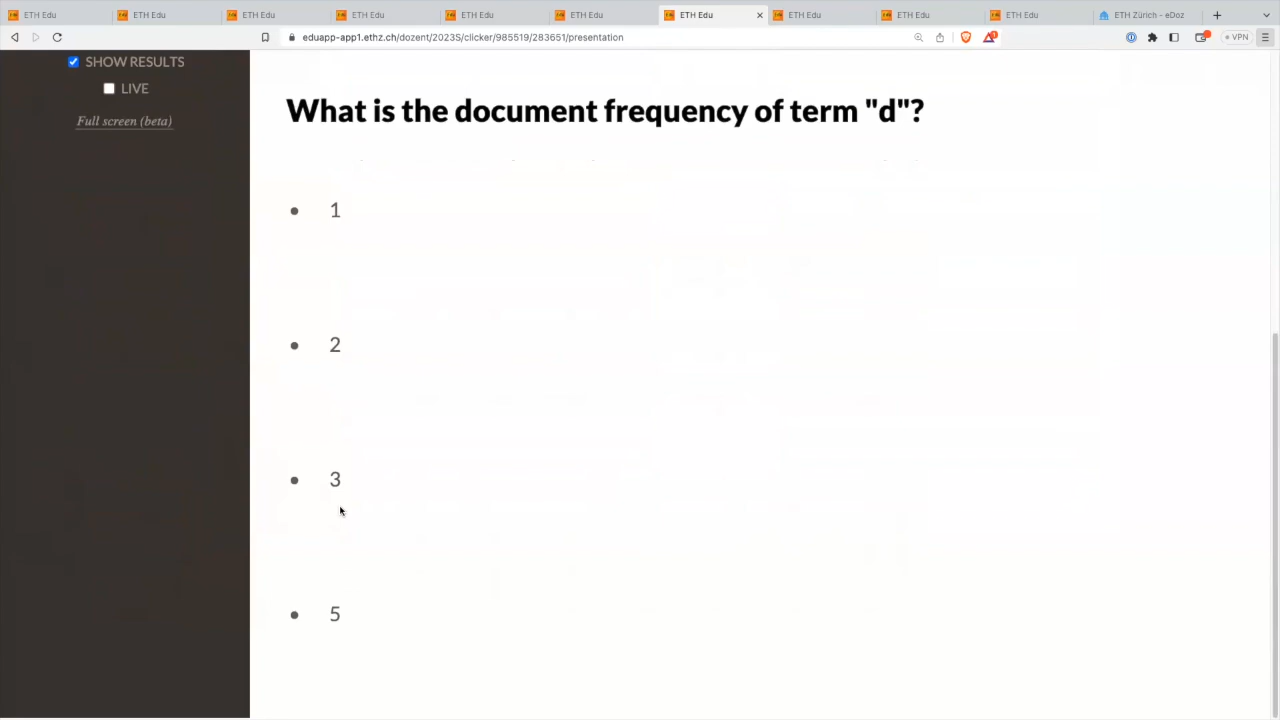 ETH Edu
ETH Edu
ETH Edu
ETH Edu
ETH Edu
ETH Edu
ETH Edu
ETH Edu
ETH Edu
ETH Edu
ETH Zürich - eDoz
eduapp-app1.ethz.ch/dozent/2023S/clicker/985519/283651/presentation
1
VPN
SHOW RESULTS
LIVE
Full screen (beta)
What is the document frequency of term "d"?
1
2
3
5